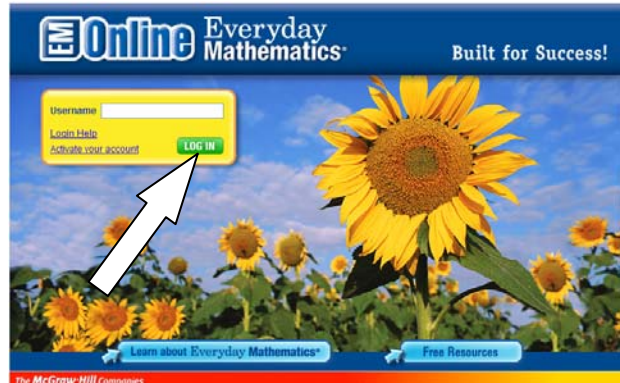 EM Online Everyday Mathematics®
Built for Success!
Username
Login Help
Activate your account
LOG IN
Learn about Everyday Mathematics®
Free Resources
The McGraw·Hill Companies